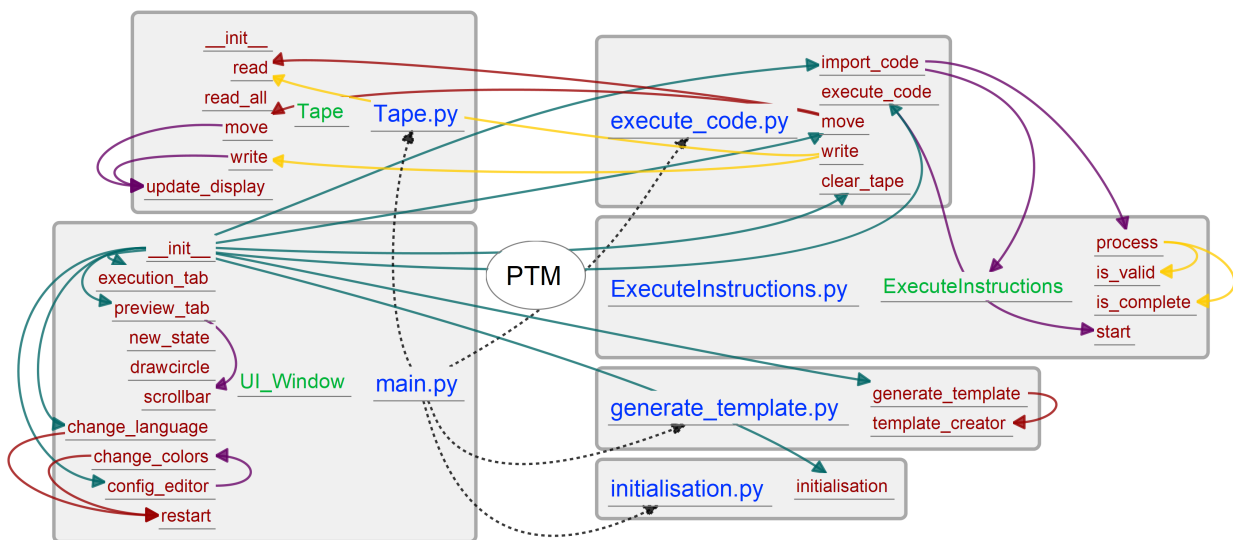 __init__
read
read_all
move
write
update_display
Tape
Tape.py
import_code
execute_code
move
write
clear_tape
execute_code.py
__init__
execution_tab
preview_tab
new_state
drawcircle
scrollbar
change_language
change_colors
config_editor
restart
UI_Window
main.py
PTM
ExecuteInstructions.py
ExecuteInstructions
process
is_valid
is_complete
start
generate_template.py
generate_template
template_creator
initialisation.py
initialisation